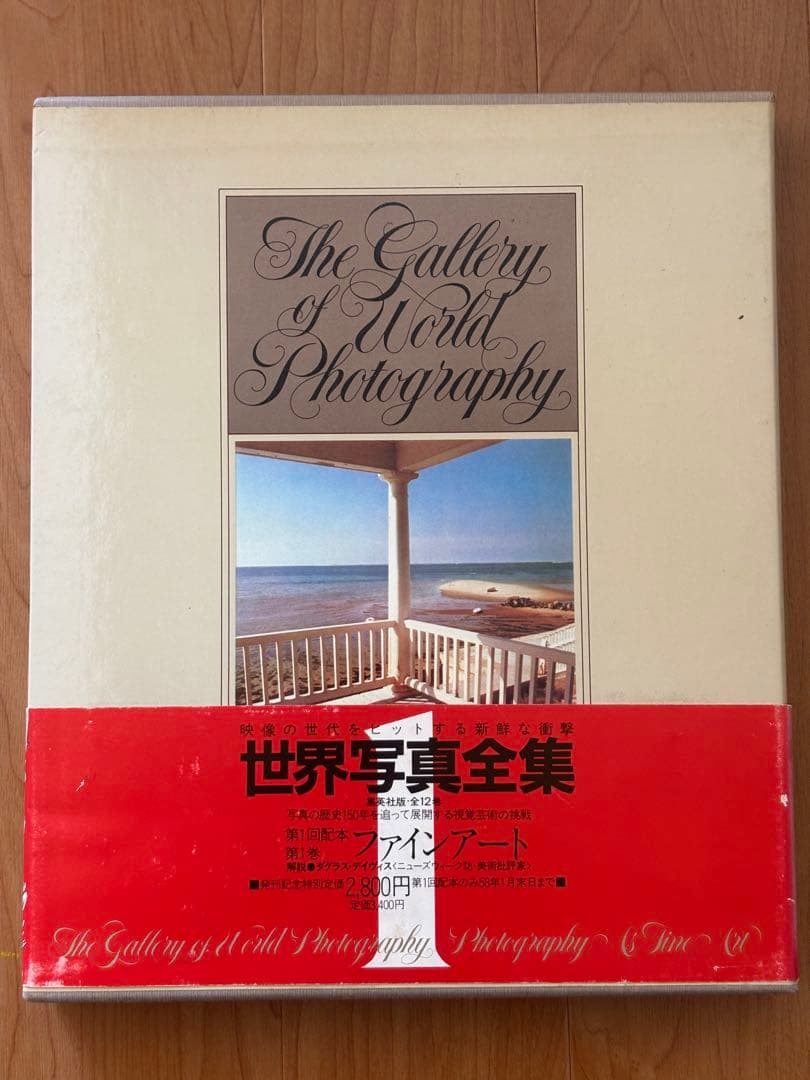 The Gallery
of World
Photography
映像の世代をヒットする新鮮な衝撃
世界写真全集
集英社版・全12巻
写真の歴史150年を追って展開する視覚芸術の挑戦
第1回配本
第1巻
ファインアート
解説●ダグラス・デイヴィス〈ニューズウィーク誌・美術批評家〉
■発刊記念特別定価2,800円 第1回配本のみ58年1月末日まで■
定価3,400円
1
The Gallery of World Photography Photography As Fine Art